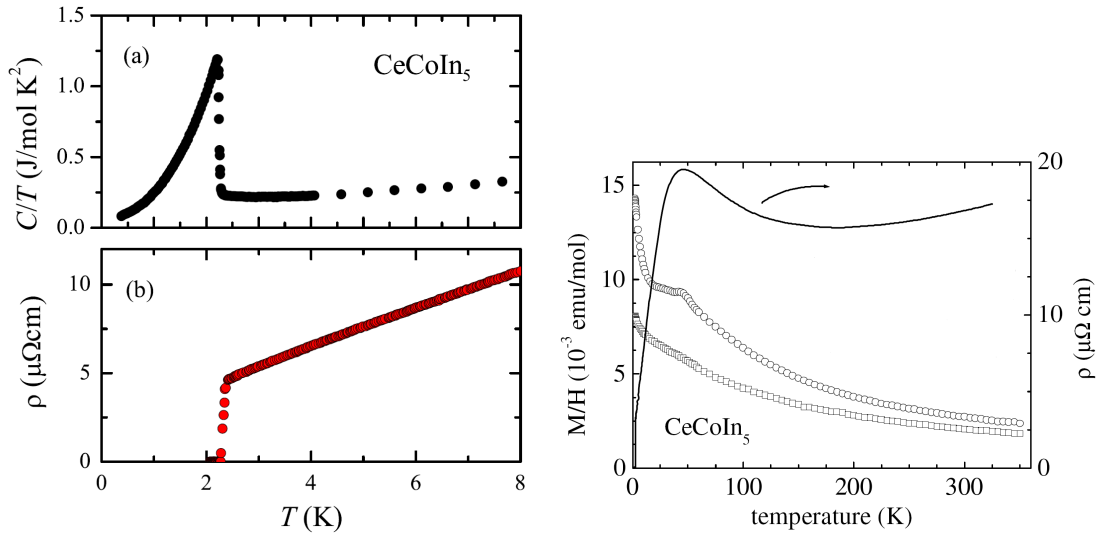 1.5
1.0
0.5
0.0
C/T (J/mol K²)
(a)
CeCoIn₅
10
5
0
ρ (μΩcm)
(b)
0 2 4 6 8
T (K)
15
10
5
0
M/H (10⁻³ emu/mol)
CeCoIn₅
20
10
0
ρ (μΩ cm)
0 100 200 300
temperature (K)